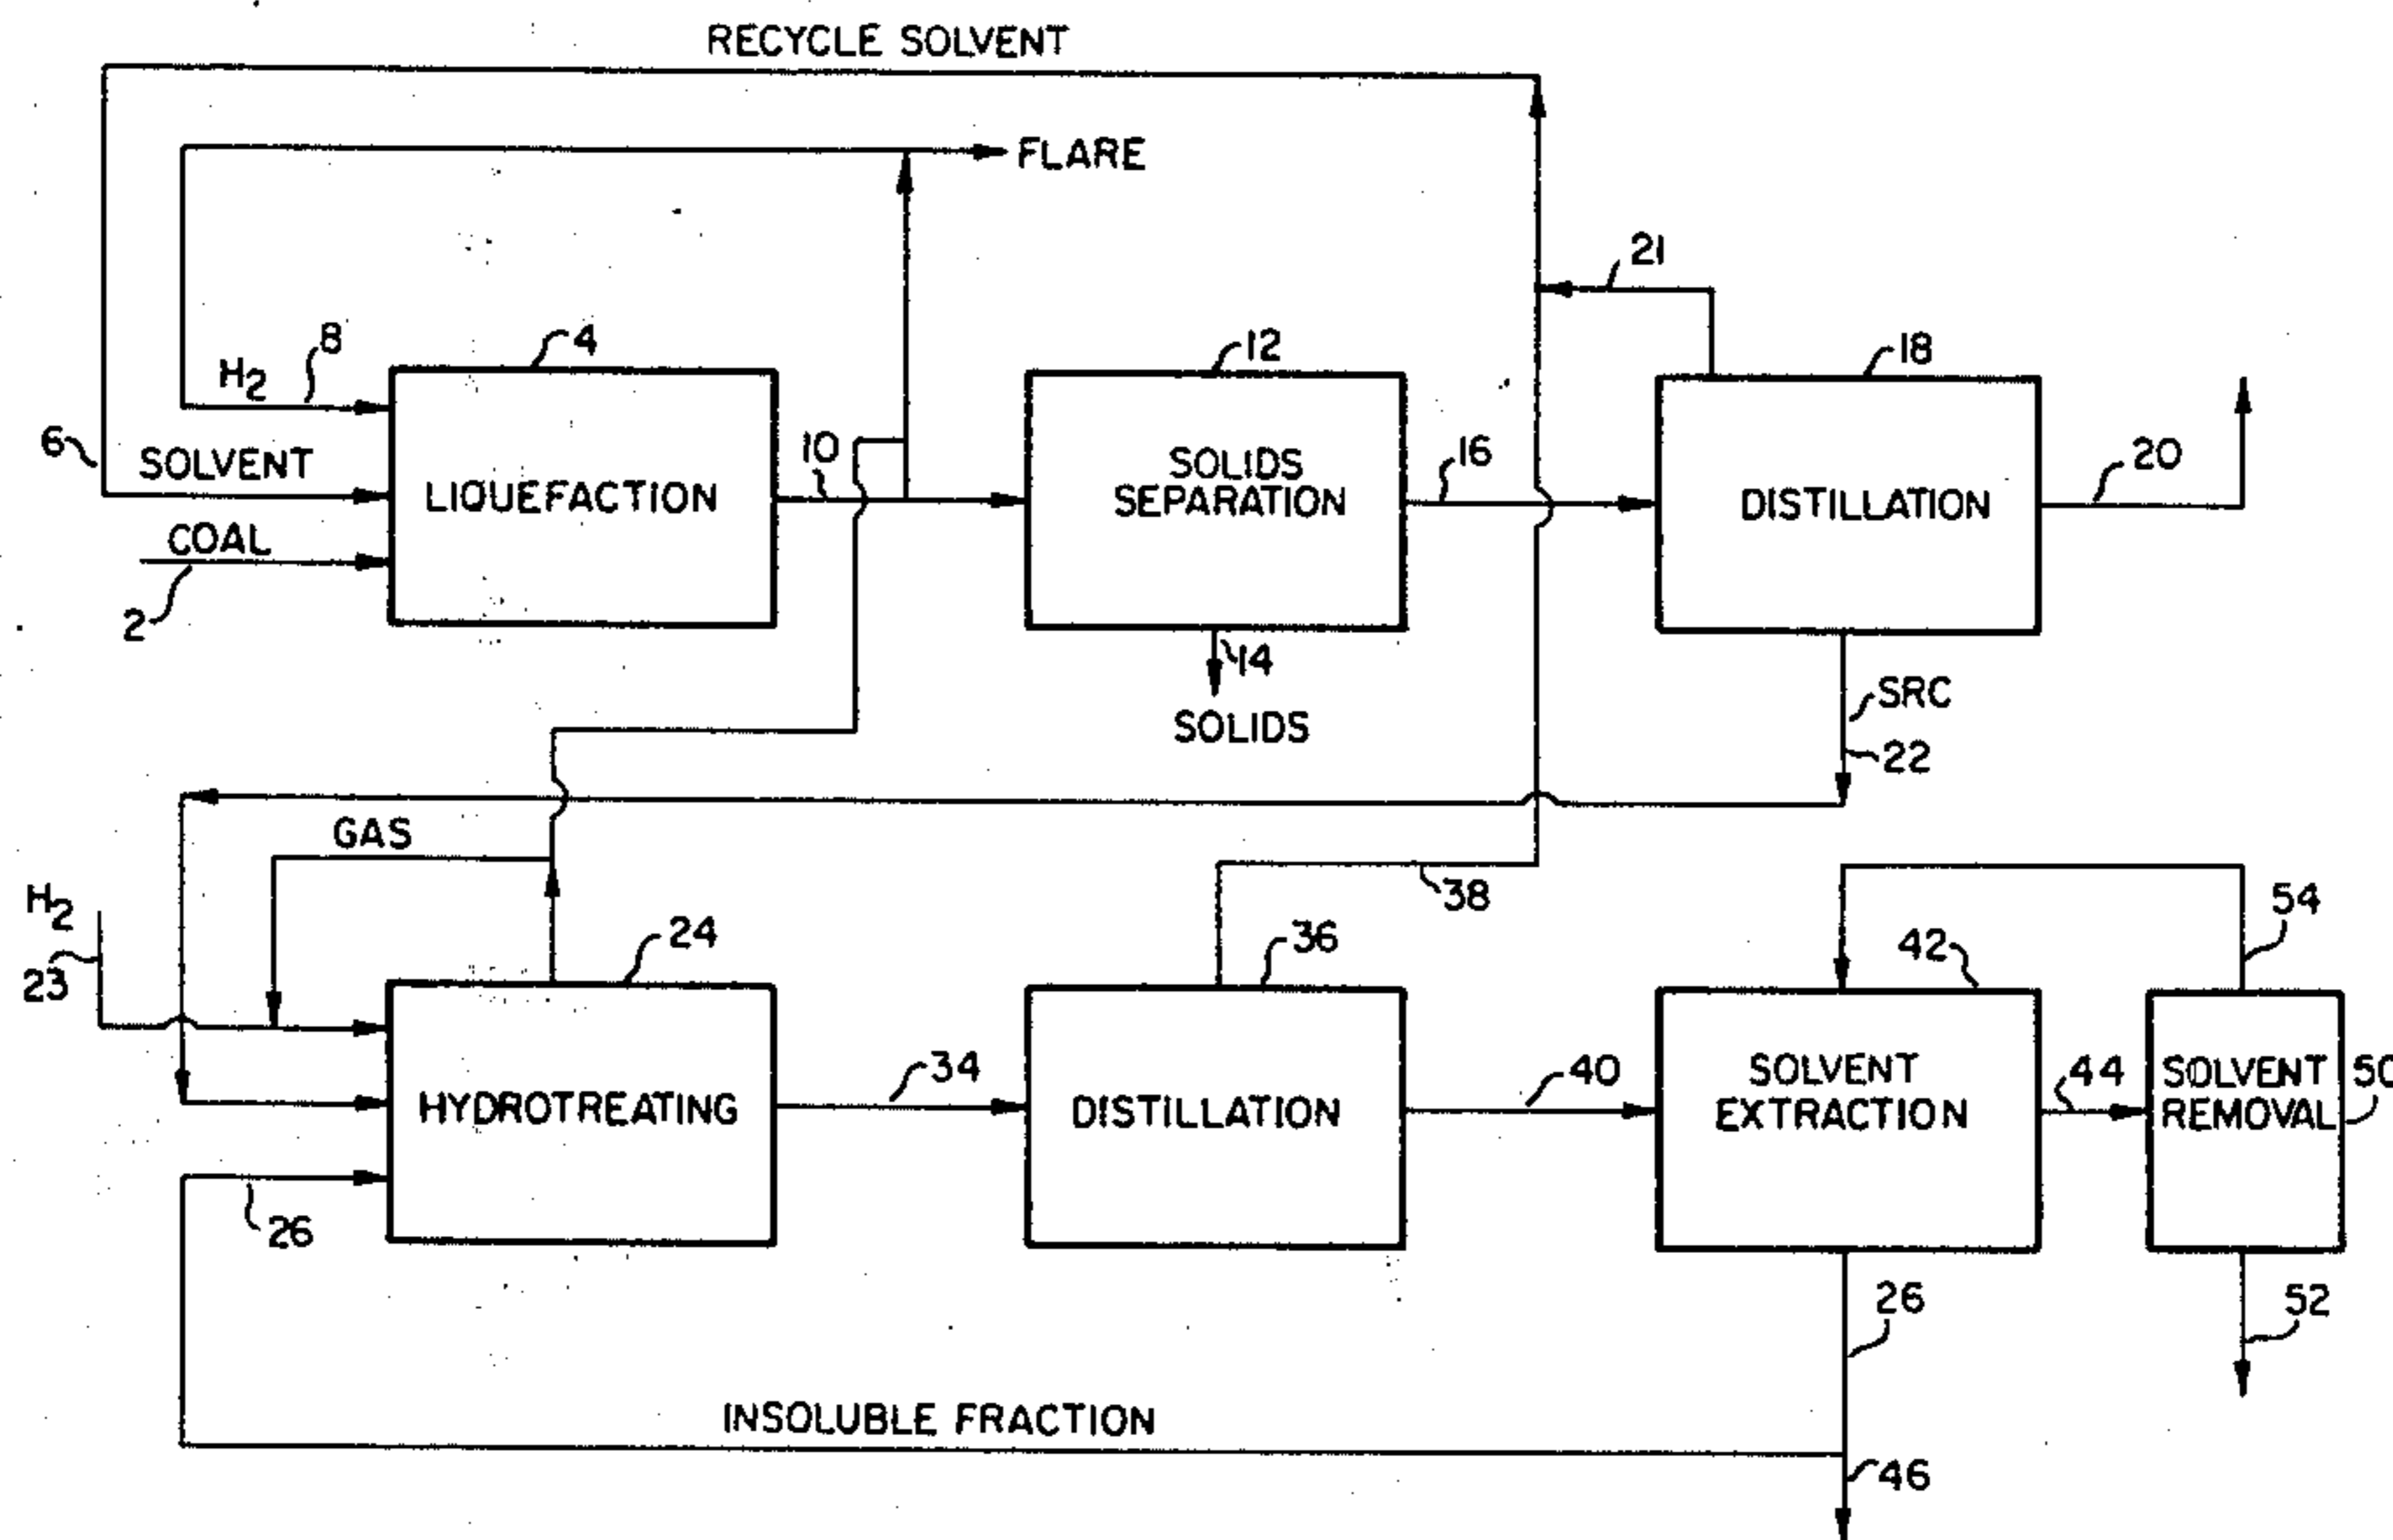 RECYCLE SOLVENT
FLARE
21
H2
8
4
12
18
6
SOLVENT
10
16
20
LIQUEFACTION
SOLIDS
SEPARATION
DISTILLATION
COAL
2
14
SOLIDS
SRC
22
GAS
H2
23
24
38
36
42
54
34
40
44
HYDROTREATING
DISTILLATION
SOLVENT
EXTRACTION
SOLVENT
REMOVAL
50
26
26
52
INSOLUBLE FRACTION
46